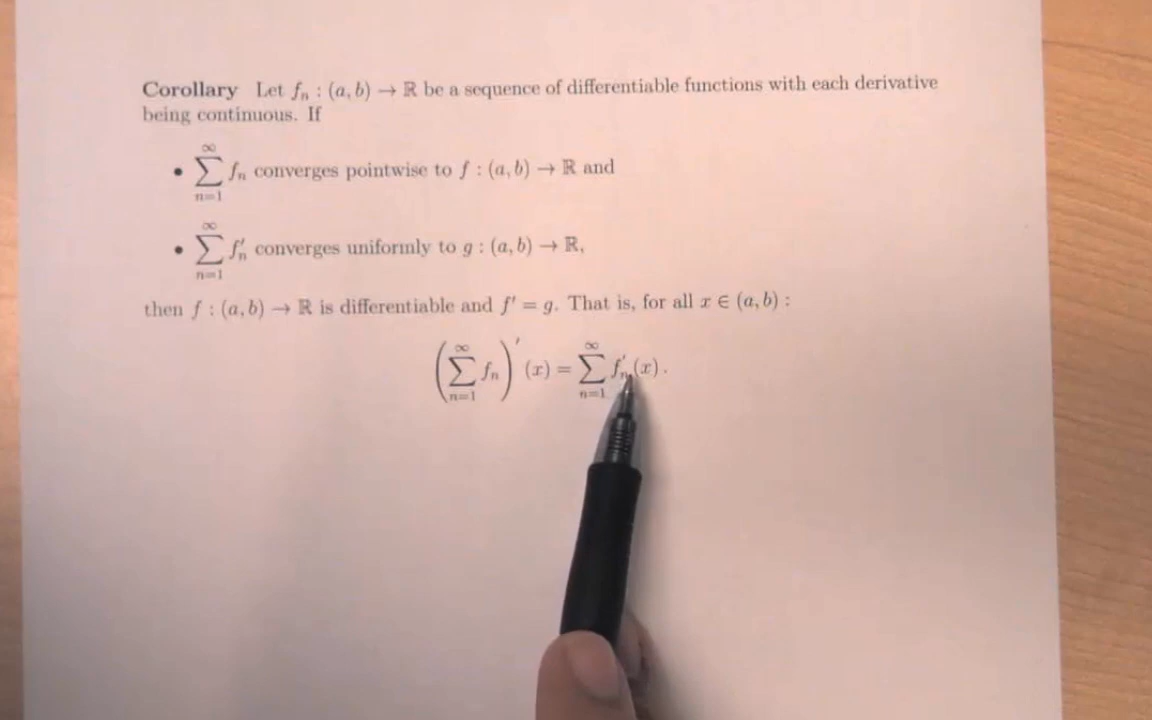 Corollary Let fₙ : (a, b) → ℝ be a sequence of differentiable functions with each derivative
being continuous. If
• ∑_{n=1}^{∞} fₙ converges pointwise to f : (a, b) → ℝ and
• ∑_{n=1}^{∞} f′ₙ converges uniformly to g : (a, b) → ℝ,
then f : (a, b) → ℝ is differentiable and f′ = g. That is, for all x ∈ (a, b) :
(∑_{n=1}^{∞} fₙ)′ (x) = ∑_{n=1}^{∞} f′ₙ(x) .